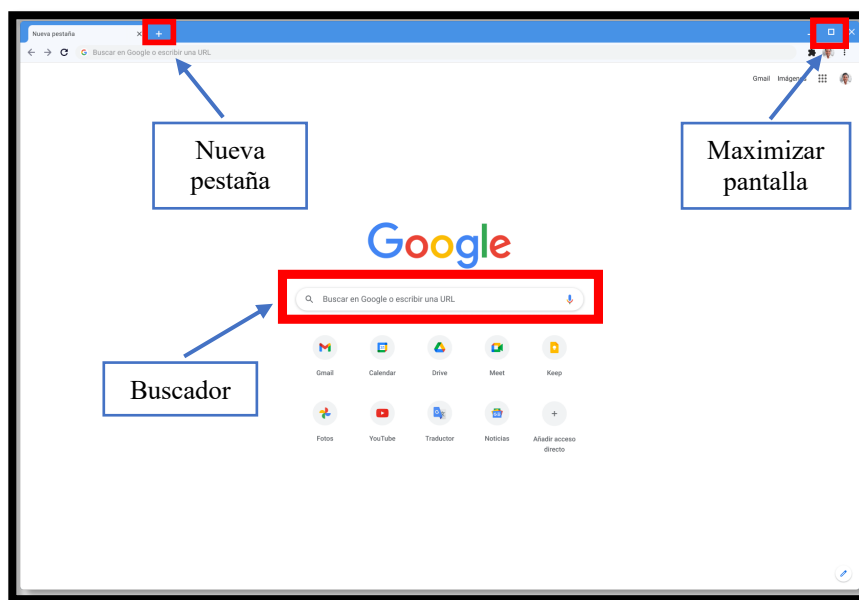 Nueva pestaña
Buscar en Google o escribir una URL
Gmail Imágenes
Nueva
pestaña
Maximizar
pantalla
Google
Buscar en Google o escribir una URL
Gmail Calendar Drive Meet Keep
Buscador
Fotos YouTube Traductor Noticias Añadir acceso
directo